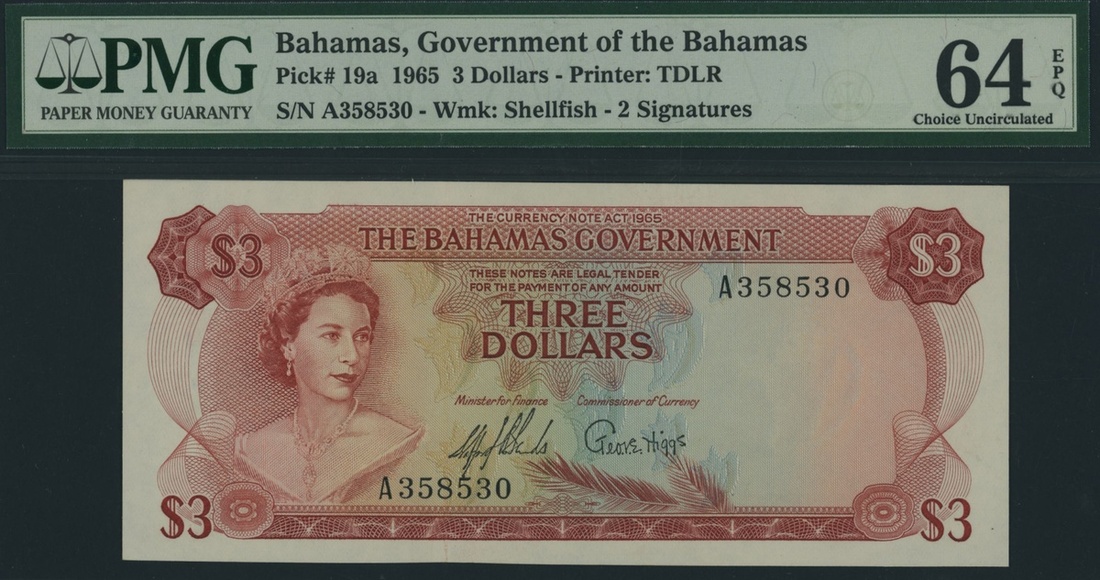 PMG
PAPER MONEY GUARANTY
Bahamas, Government of the Bahamas
Pick# 19a 1965 3 Dollars - Printer: TDLR
S/N A358530 - Wmk: Shellfish - 2 Signatures
64 EPQ
Choice Uncirculated
THE CURRENCY NOTE ACT 1965
THE BAHAMAS GOVERNMENT
$3
$3
THESE NOTES ARE LEGAL TENDER
FOR THE PAYMENT OF ANY AMOUNT
A358530
THREE
DOLLARS
Minister for Finance Commissioner of Currency
Geo. E. Higgs
A358530
$3
$3